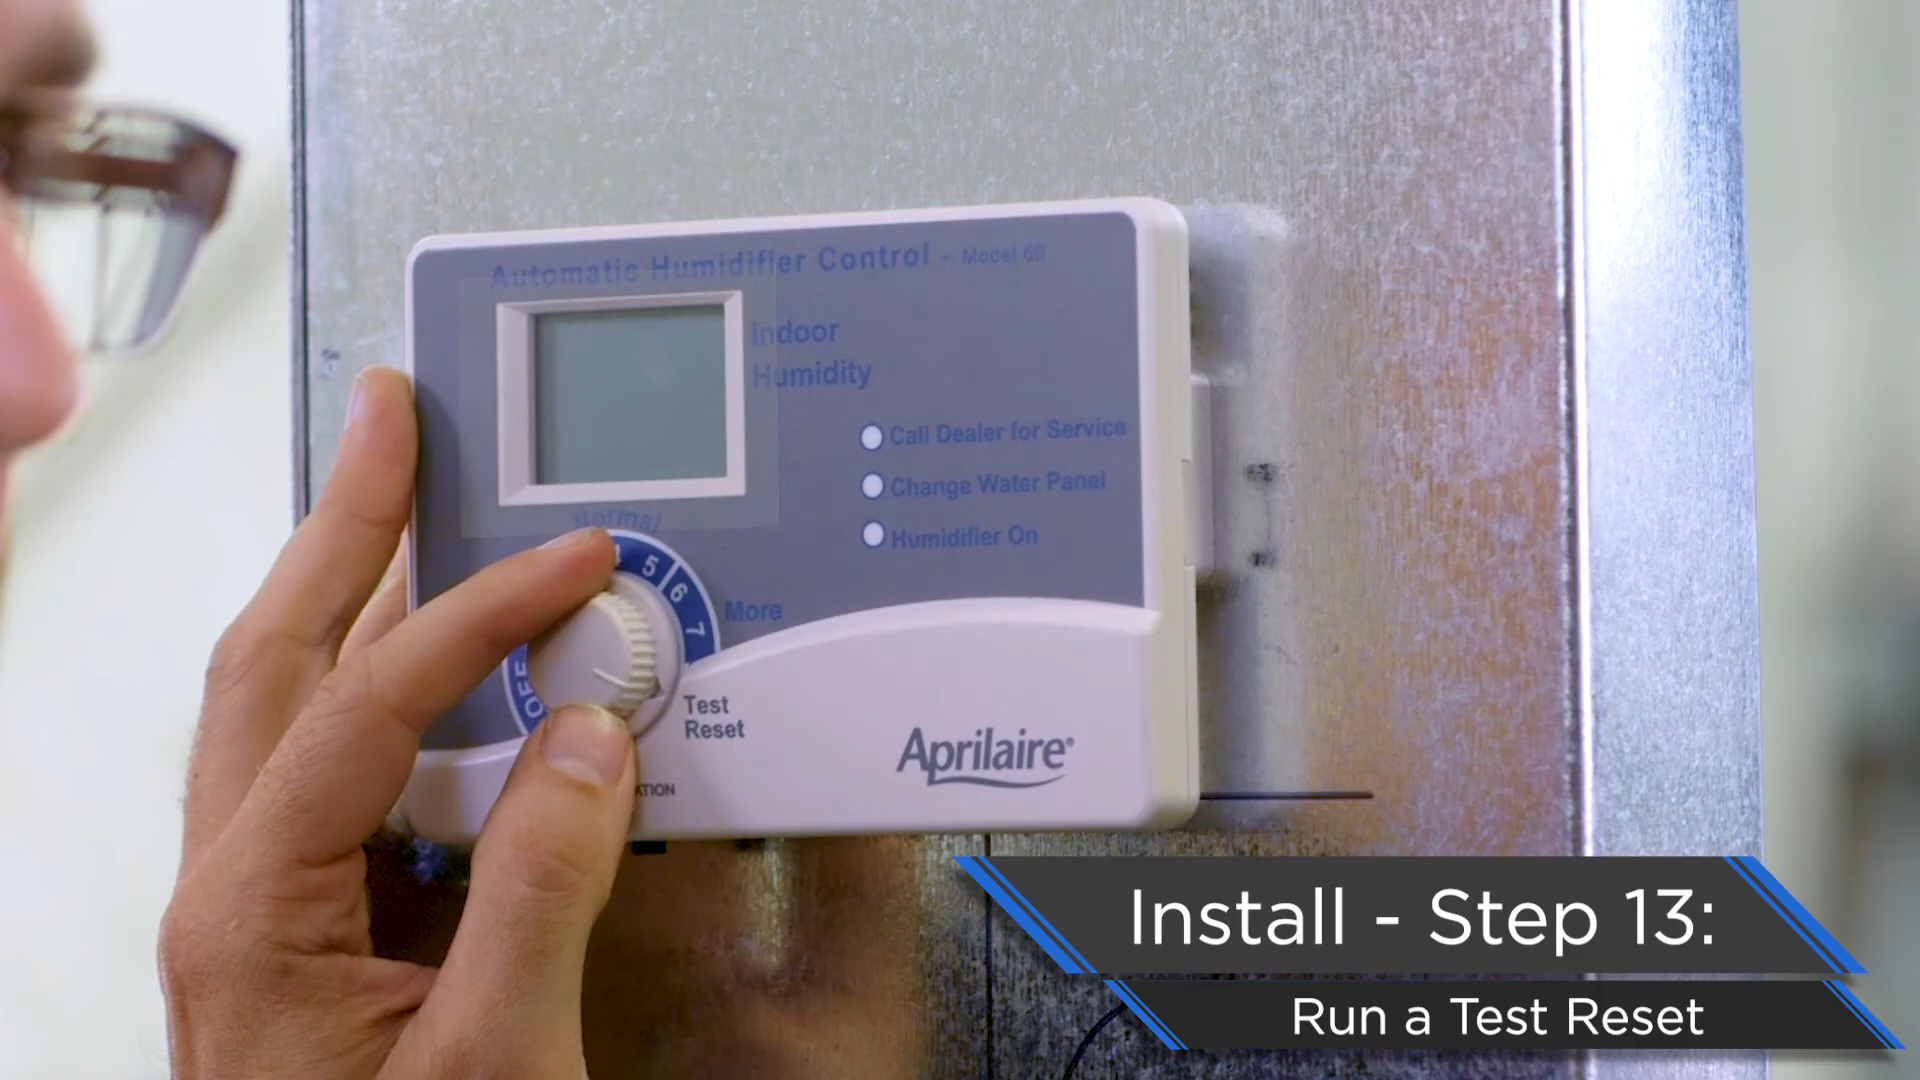 Automatic Humidifier Control - Model 60
Indoor
Humidity
Call Dealer for Service
Change Water Panel
Humidifier On
Normal
4 5 6 7
More
OFF
Test
Reset
Aprilaire®
Install - Step 13:
Run a Test Reset